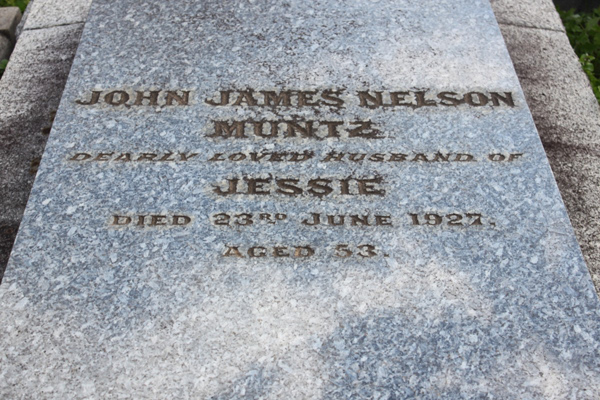 JOHN JAMES NELSON
MUNTZ
DEARLY LOVED HUSBAND OF
JESSIE
DIED 23RD JUNE 1927.
AGED 53.